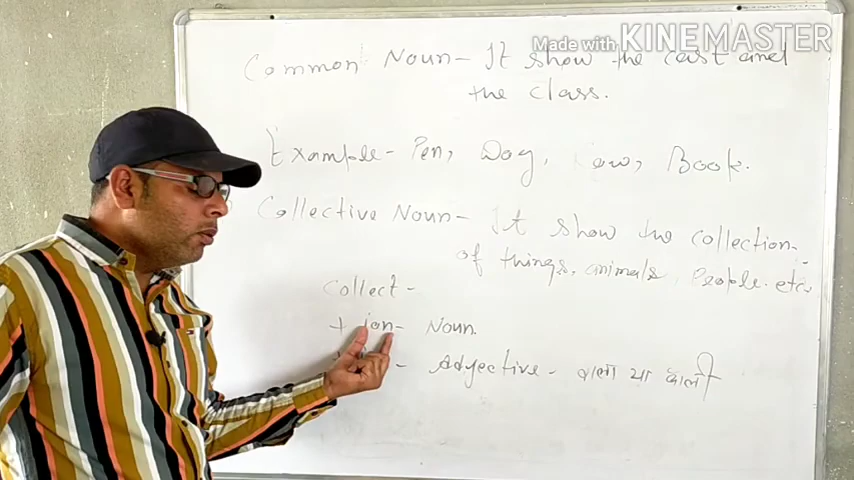 Made with KINEMASTER
Common Noun - It show the cast and
the class.
Example - Pen, Dog, Cow, Book.
Collective Noun - It show the collection
of things, animals, People. etc.
Collect -
+ ion - Noun
- Adjective - वाला या वाली